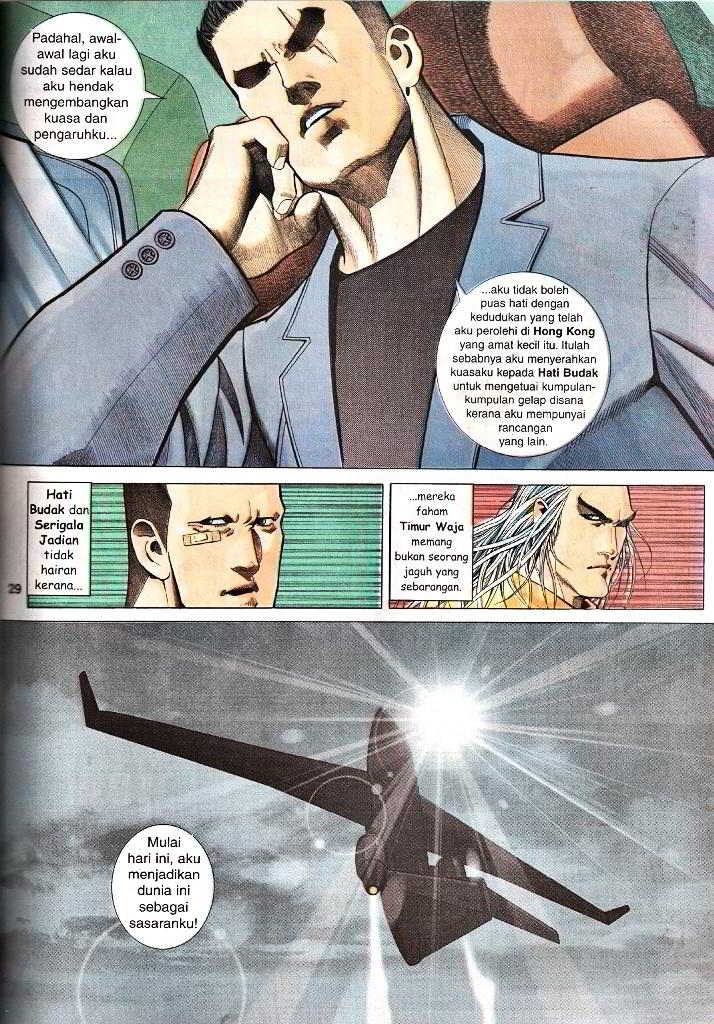 Padahal, awal-
awal lagi aku
sudah sedar kalau
aku hendak
mengembangkan
kuasa dan
pengaruhku...
...aku tidak boleh
puas hati dengan
kedudukan yang telah
aku perolehi di Hong Kong
yang amat kecil itu. Itulah
sebabnya aku menyerahkan
kuasaku kepada Hati Budak
untuk mengetuai kumpulan-
kumpulan gelap disana
kerana aku mempunyai
rancangan
yang lain.
Hati
Budak dan
Serigala
Jadian
tidak
hairan
kerana...
...mereka
faham
Timur Waja
memang
bukan seorang
jaguh yang
sebarangan.
29
Mulai
hari ini, aku
menjadikan
dunia ini
sebagai
sasaranku!